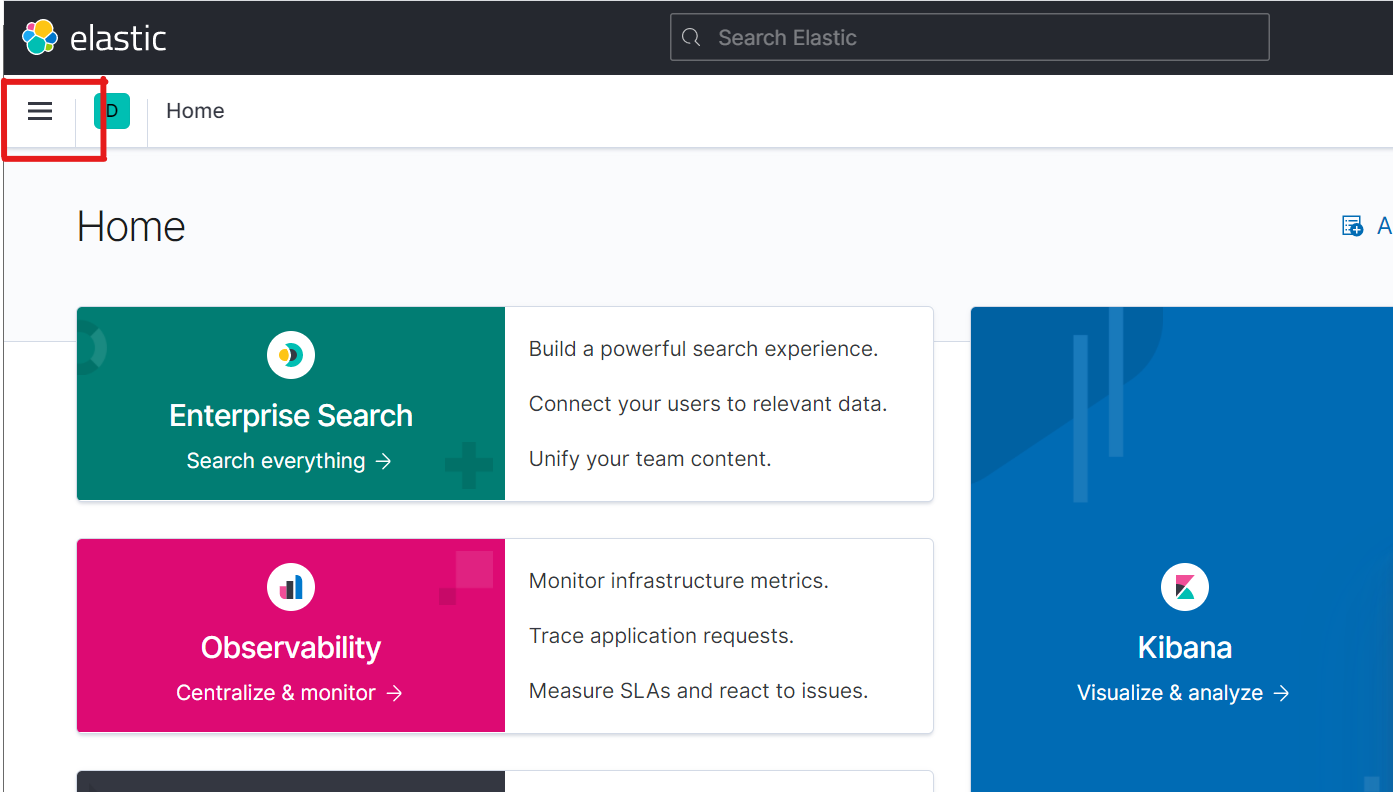 elastic
Search Elastic
D
Home
Home
A
Enterprise Search
Search everything →
Build a powerful search experience.
Connect your users to relevant data.
Unify your team content.
Observability
Centralize & monitor →
Monitor infrastructure metrics.
Trace application requests.
Measure SLAs and react to issues.
Kibana
Visualize & analyze →